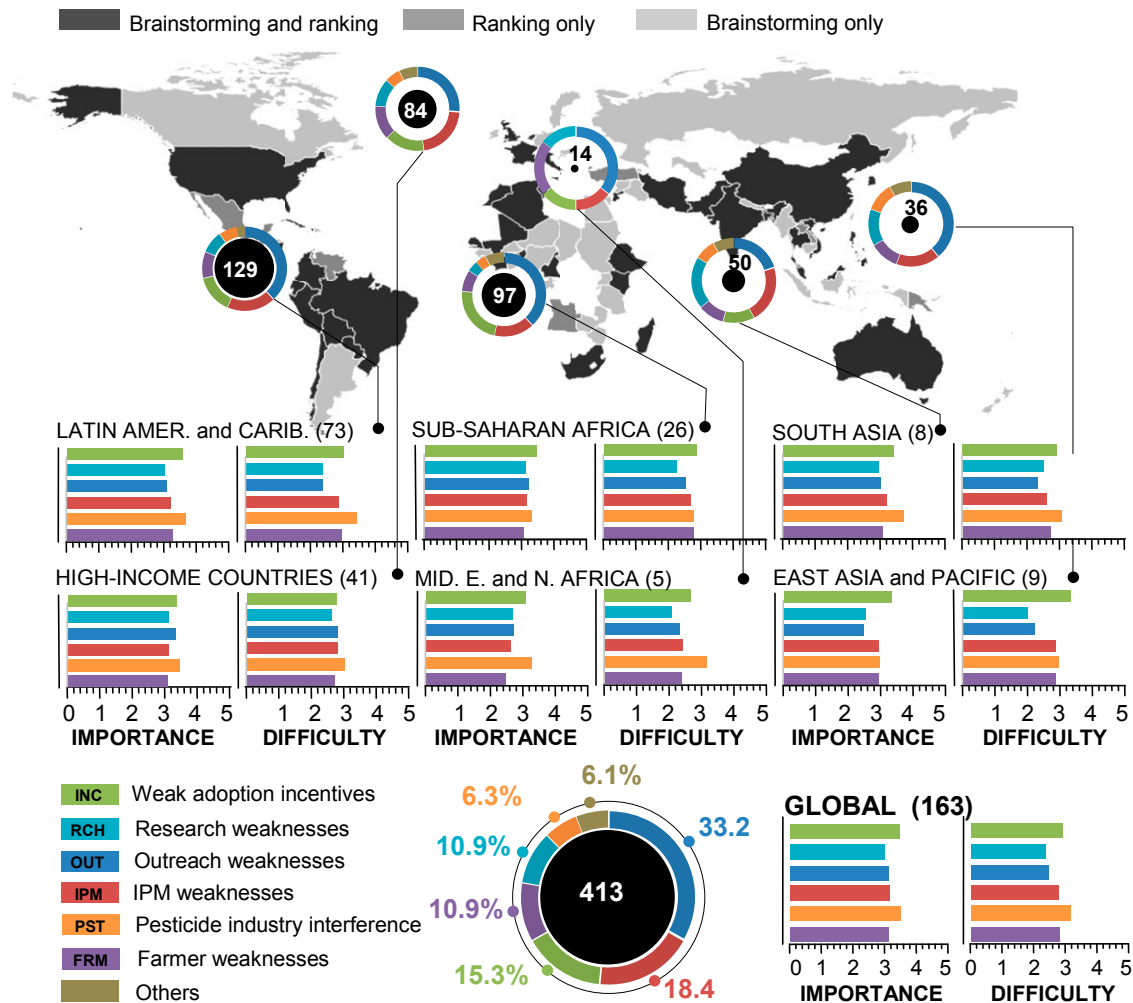 Brainstorming and ranking Ranking only Brainstorming only
84
14
36
129
97
50
LATIN AMER. and CARIB. (73) SUB-SAHARAN AFRICA (26) SOUTH ASIA (8)
HIGH-INCOME COUNTRIES (41) MID. E. and N. AFRICA (5) EAST ASIA and PACIFIC (9)
0 1 2 3 4 5 1 2 3 4 5 0 1 2 3 4 5 1 2 3 4 5 0 1 2 3 4 5 1 2 3 4 5
IMPORTANCE DIFFICULTY IMPORTANCE DIFFICULTY IMPORTANCE DIFFICULTY
INC Weak adoption incentives
RCH Research weaknesses
OUT Outreach weaknesses
IPM IPM weaknesses
PST Pesticide industry interference
FRM Farmer weaknesses
Others
6.1%
6.3%
33.2
10.9%
413
10.9%
15.3%
18.4
GLOBAL (163)
0 1 2 3 4 5 0 1 2 3 4 5
IMPORTANCE DIFFICULTY